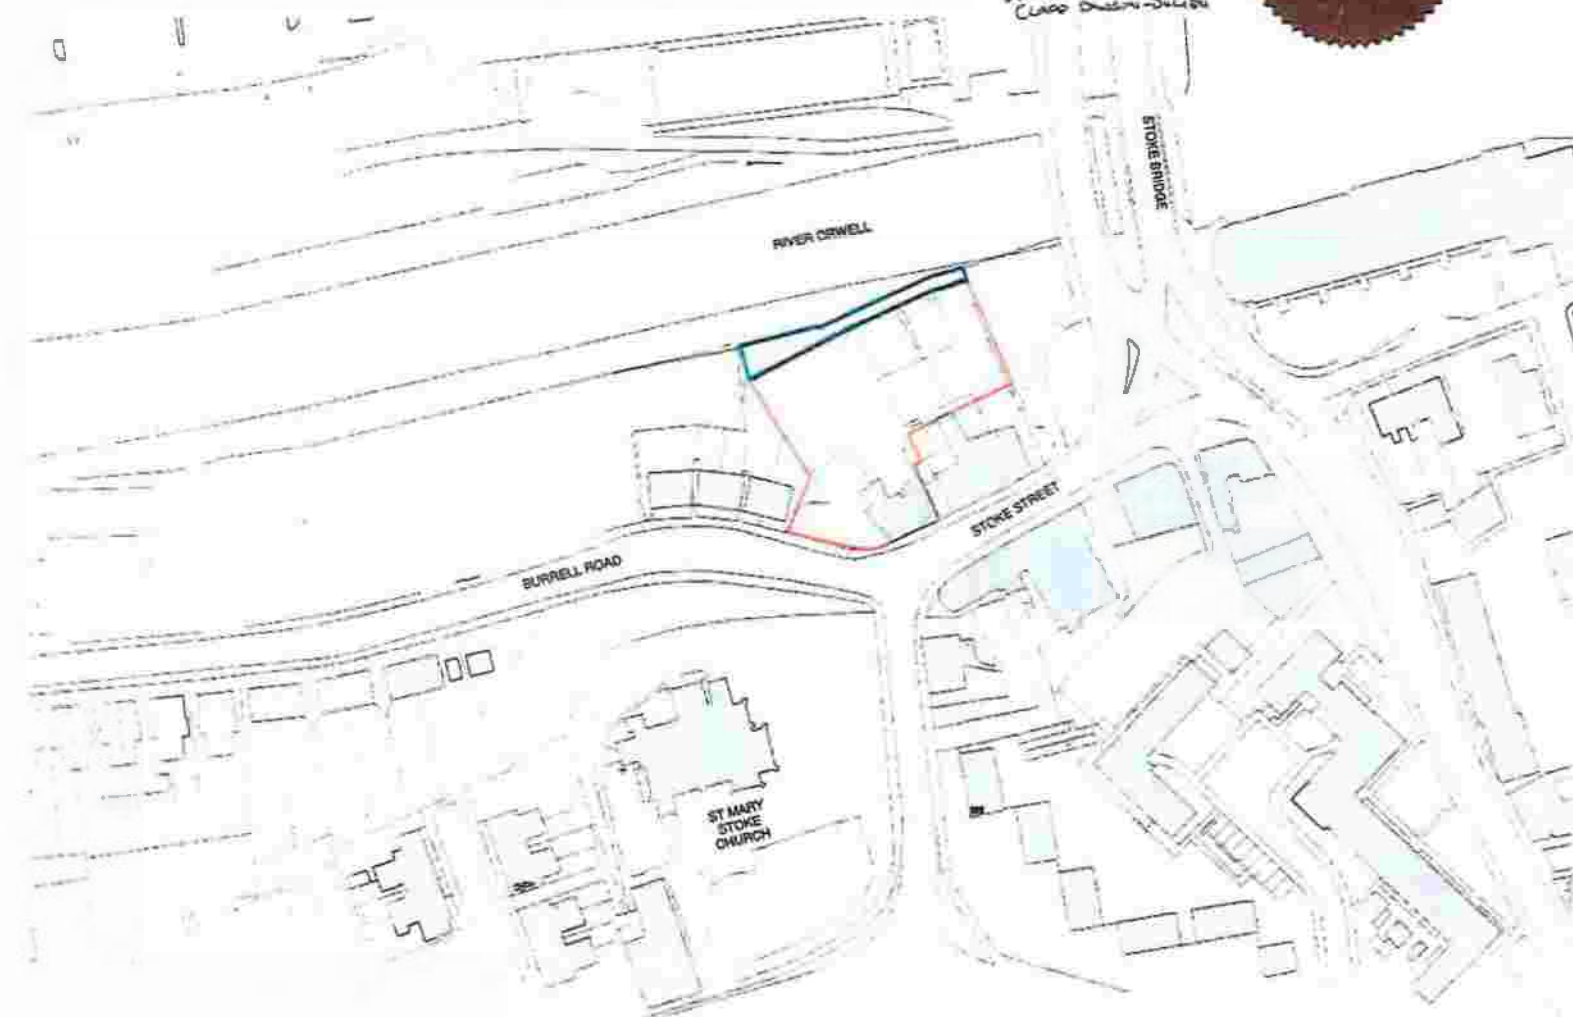 STOKE BRIDGE
RIVER ORWELL
STOKE STREET
BURRELL ROAD
ST MARY
STOKE
CHURCH